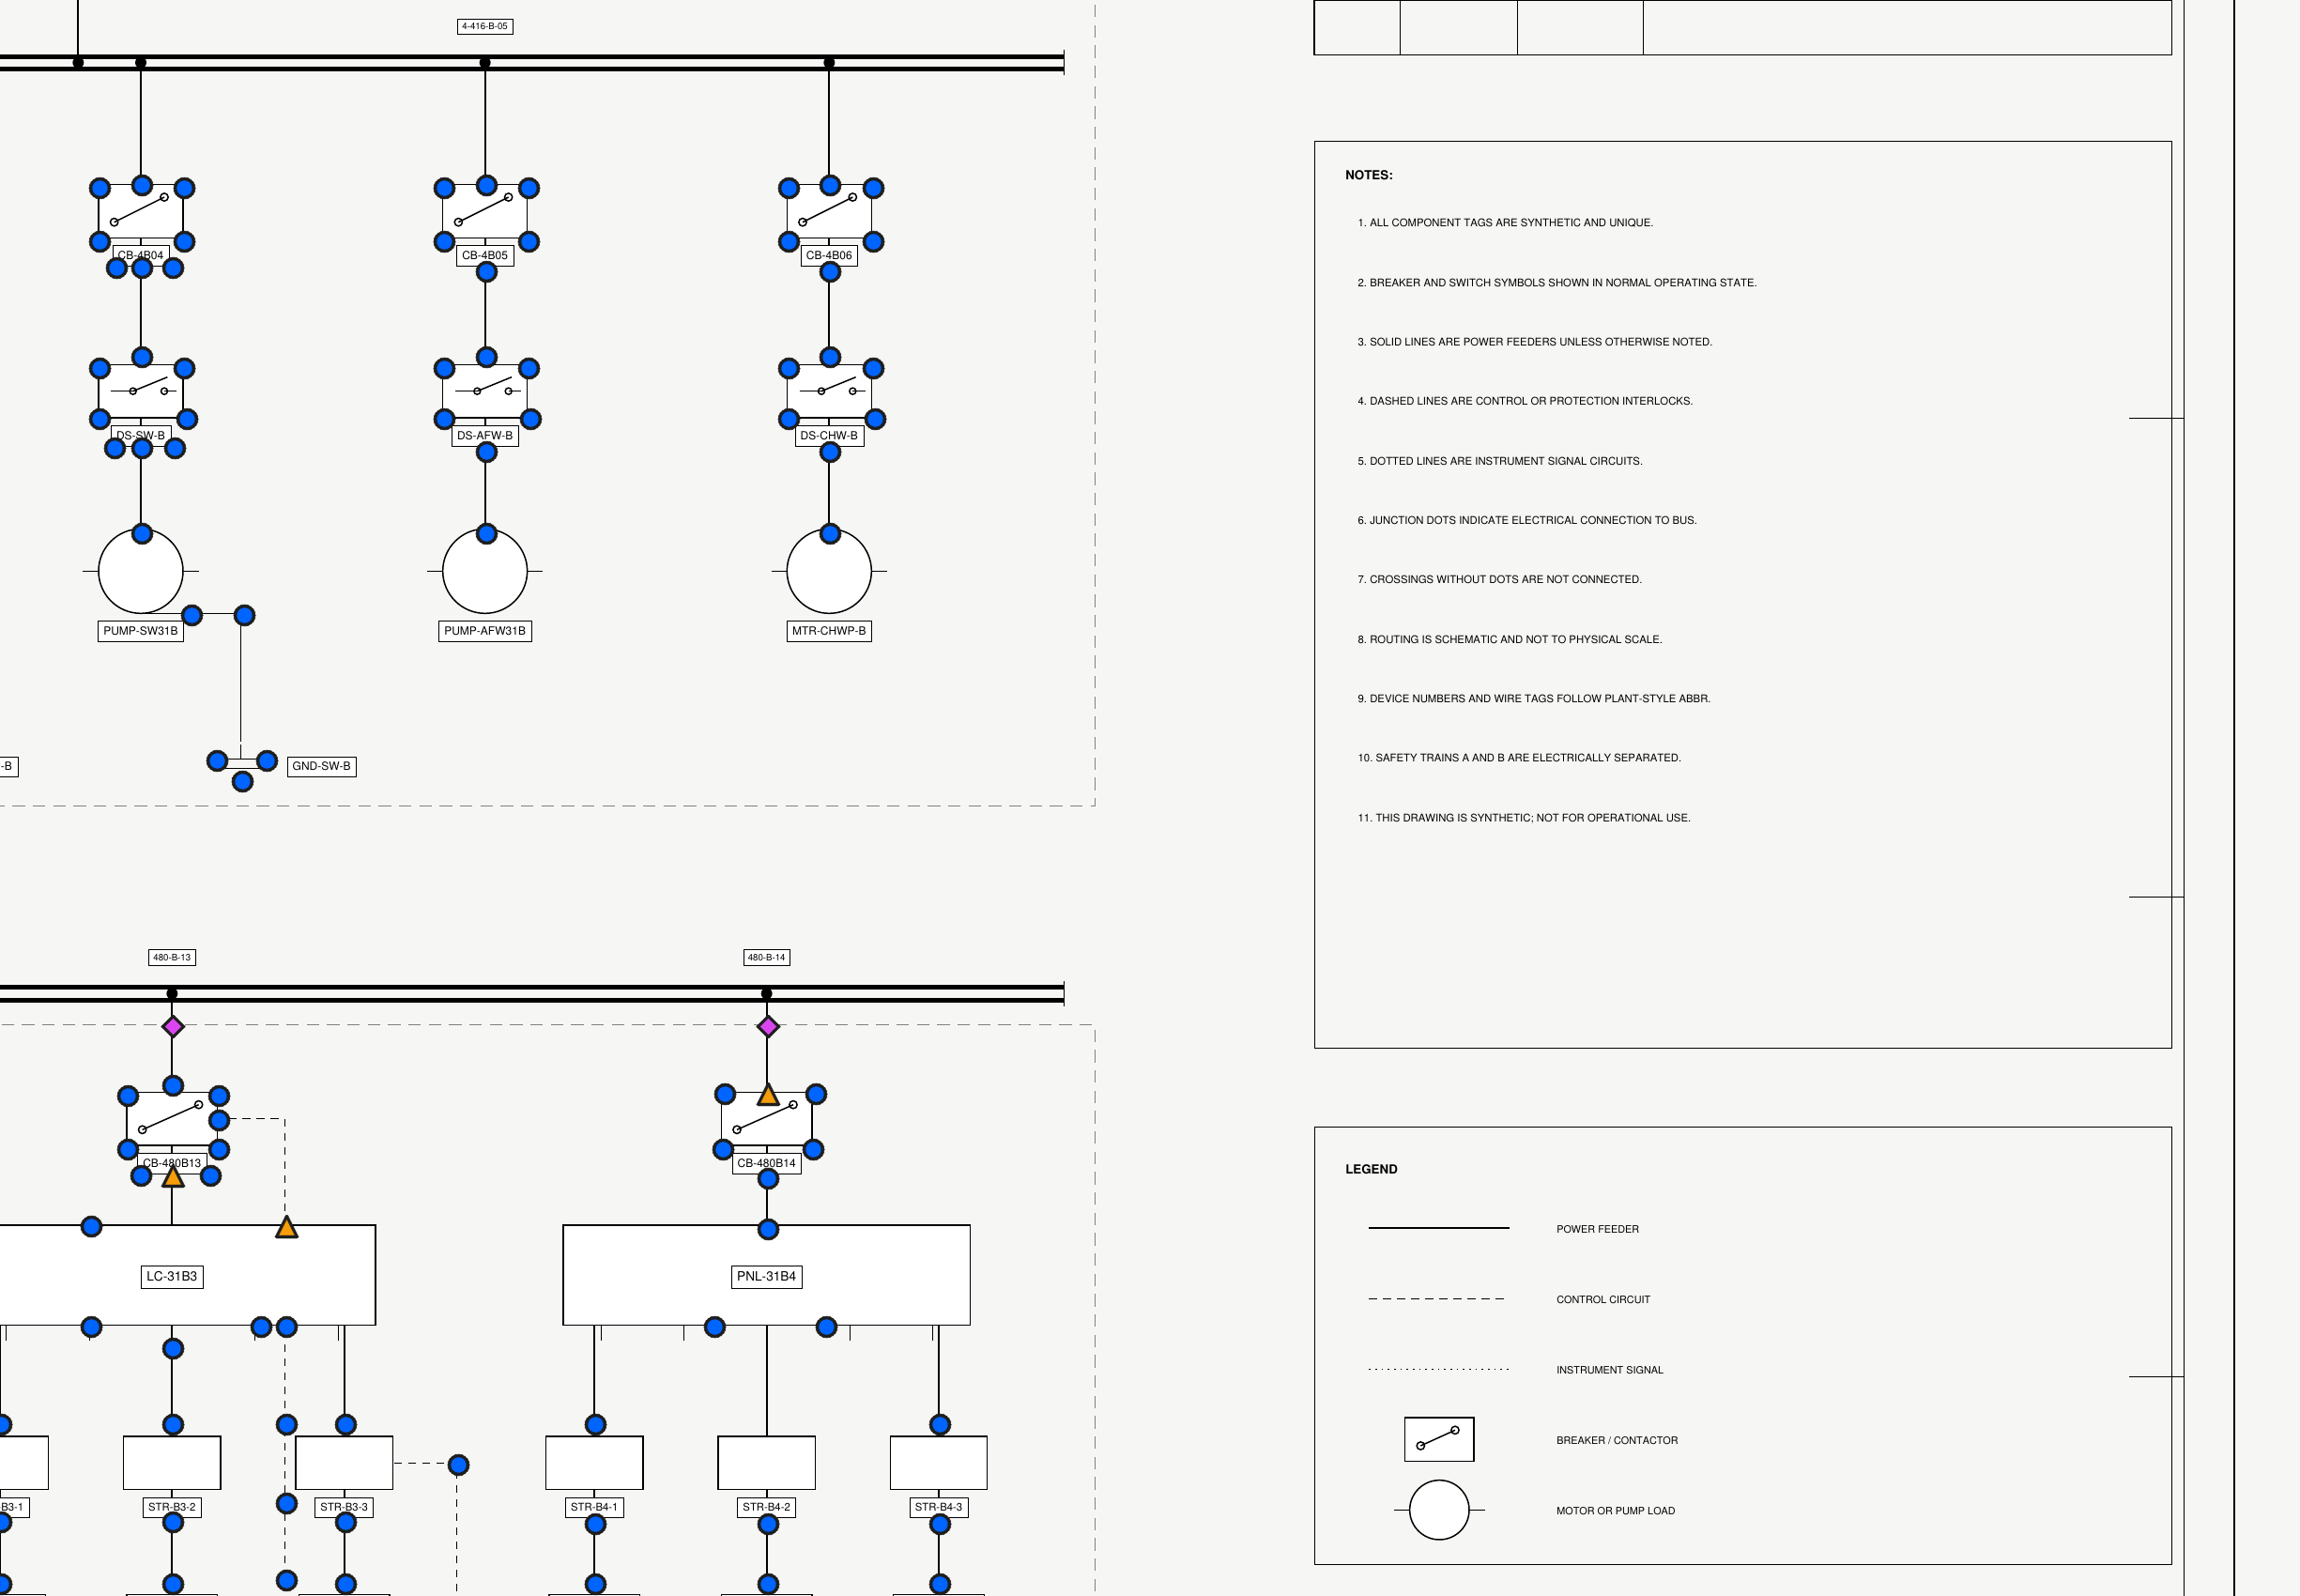 4-416-B-05
CB-4B04
CB-4B05
CB-4B06
DS-SW-B
DS-AFW-B
DS-CHW-B
PUMP-SW31B
PUMP-AFW31B
MTR-CHWP-B
-B
GND-SW-B
480-B-13
480-B-14
CB-480B13
CB-480B14
LC-31B3
PNL-31B4
-B3-1
STR-B3-2
STR-B3-3
STR-B4-1
STR-B4-2
STR-B4-3
NOTES:
1. ALL COMPONENT TAGS ARE SYNTHETIC AND UNIQUE.
2. BREAKER AND SWITCH SYMBOLS SHOWN IN NORMAL OPERATING STATE.
3. SOLID LINES ARE POWER FEEDERS UNLESS OTHERWISE NOTED.
4. DASHED LINES ARE CONTROL OR PROTECTION INTERLOCKS.
5. DOTTED LINES ARE INSTRUMENT SIGNAL CIRCUITS.
6. JUNCTION DOTS INDICATE ELECTRICAL CONNECTION TO BUS.
7. CROSSINGS WITHOUT DOTS ARE NOT CONNECTED.
8. ROUTING IS SCHEMATIC AND NOT TO PHYSICAL SCALE.
9. DEVICE NUMBERS AND WIRE TAGS FOLLOW PLANT-STYLE ABBR.
10. SAFETY TRAINS A AND B ARE ELECTRICALLY SEPARATED.
11. THIS DRAWING IS SYNTHETIC; NOT FOR OPERATIONAL USE.
LEGEND
POWER FEEDER
CONTROL CIRCUIT
INSTRUMENT SIGNAL
BREAKER / CONTACTOR
MOTOR OR PUMP LOAD